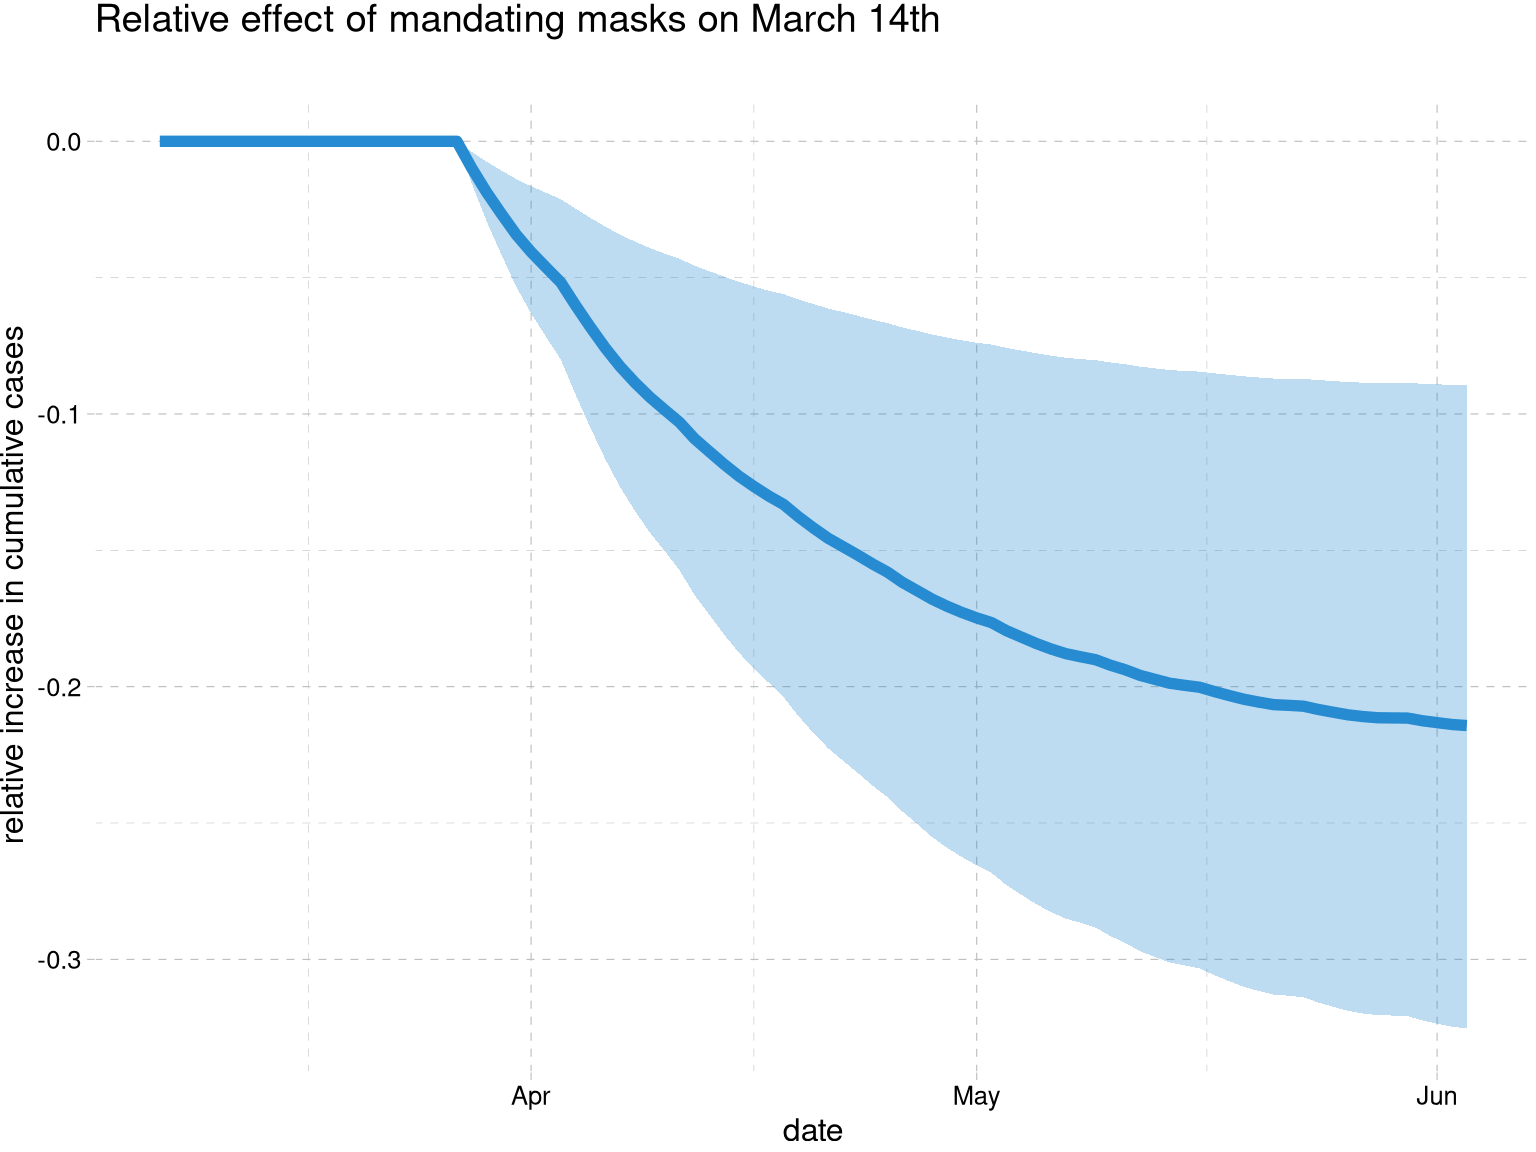 Relative effect of mandating masks on March 14th
relative increase in cumulative cases
0.0
-0.1
-0.2
-0.3
Apr
May
Jun
date